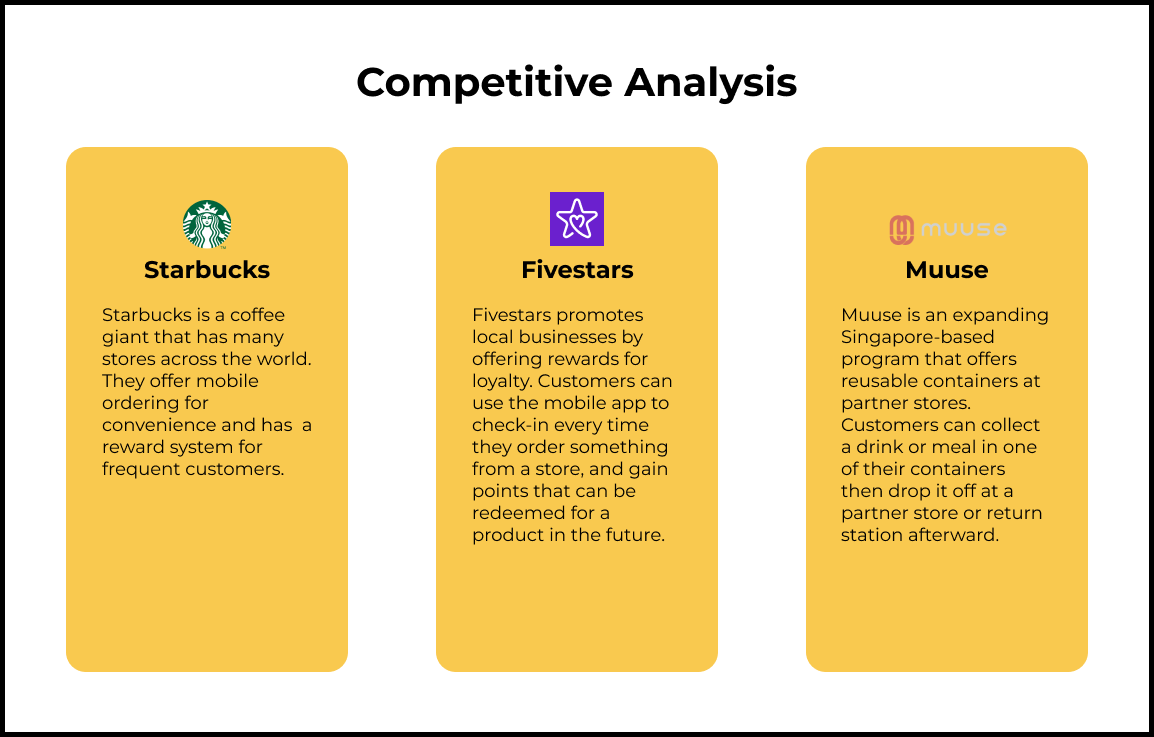 Competitive Analysis
Starbucks
Starbucks is a coffee
giant that has many
stores across the world.
They offer mobile
ordering for
convenience and has  a
reward system for
frequent customers.
Fivestars
Fivestars promotes
local businesses by
offering rewards for
loyalty. Customers can
use the mobile app to
check-in every time
they order something
from a store, and gain
points that can be
redeemed for a
product in the future.
muuse
Muuse
Muuse is an expanding
Singapore-based
program that offers
reusable containers at
partner stores.
Customers can collect
a drink or meal in one
of their containers
then drop it off at a
partner store or return
station afterward.